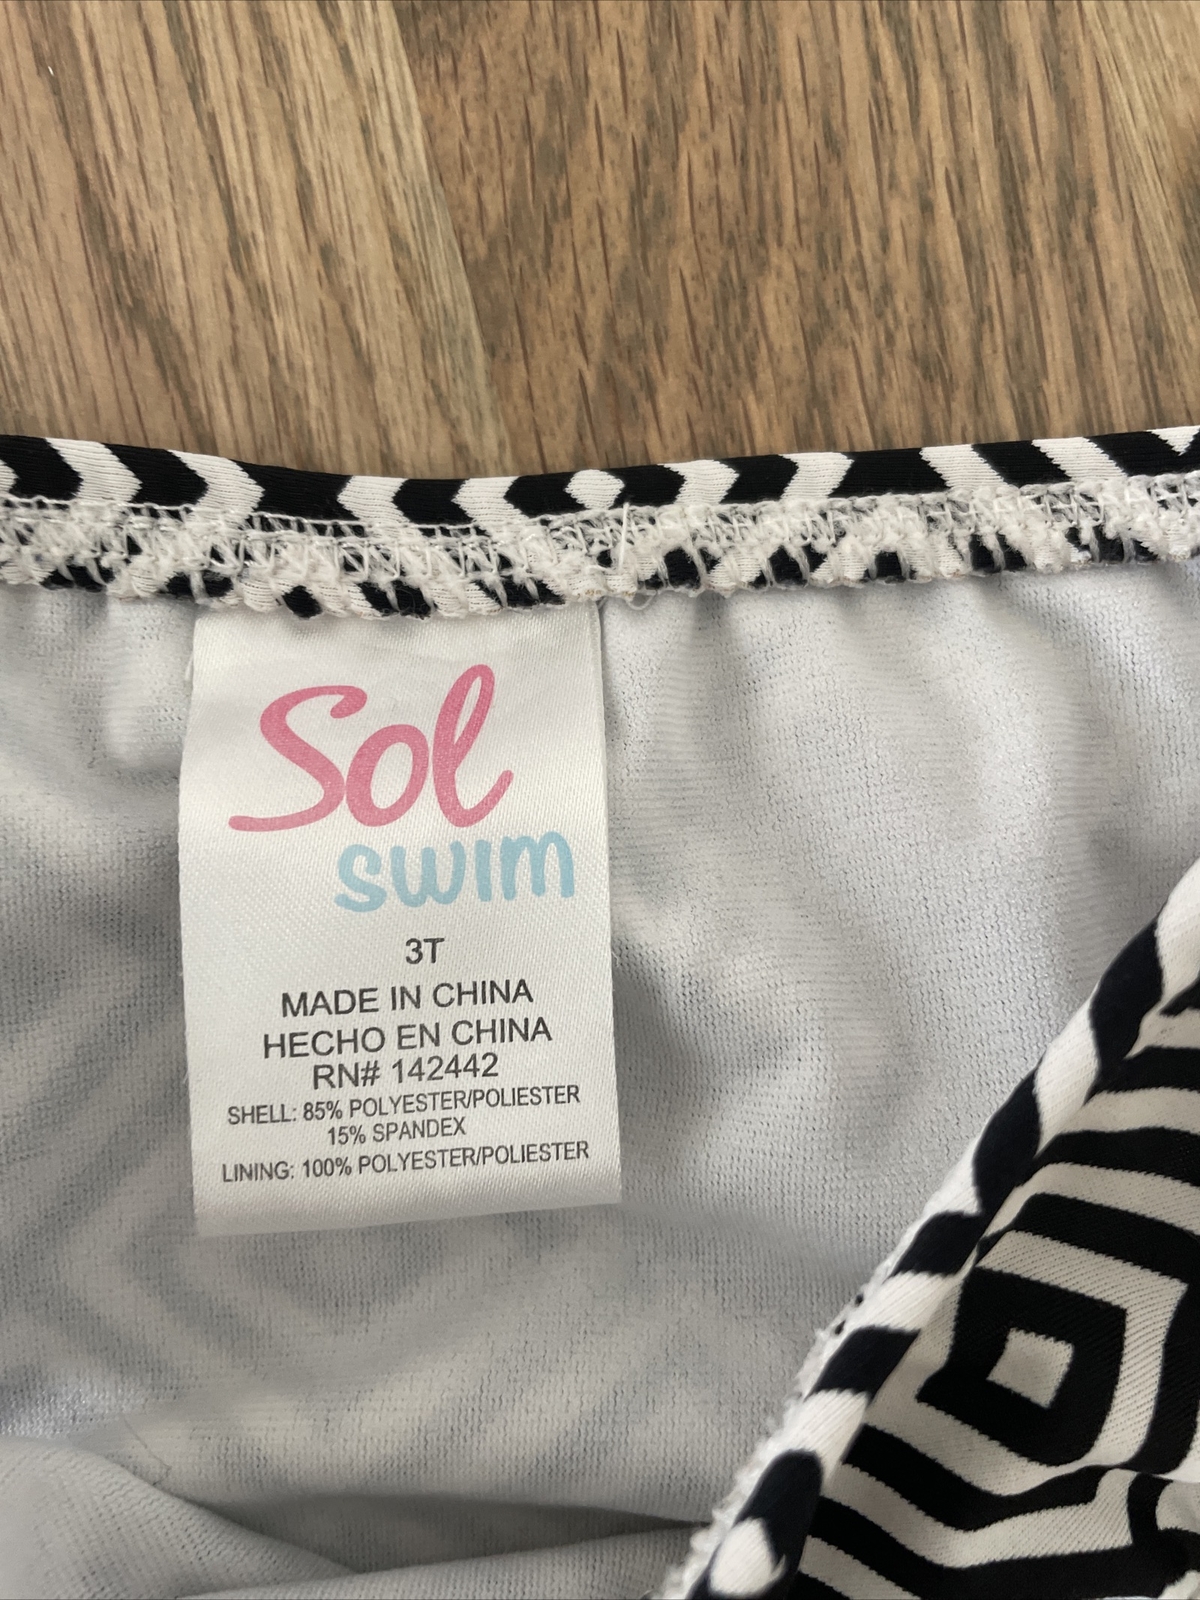 Sol
swim
3T
MADE IN CHINA
HECHO EN CHINA
RN# 142442
SHELL: 85% POLYESTER/POLIESTER
15% SPANDEX
LINING: 100% POLYESTER/POLIESTER